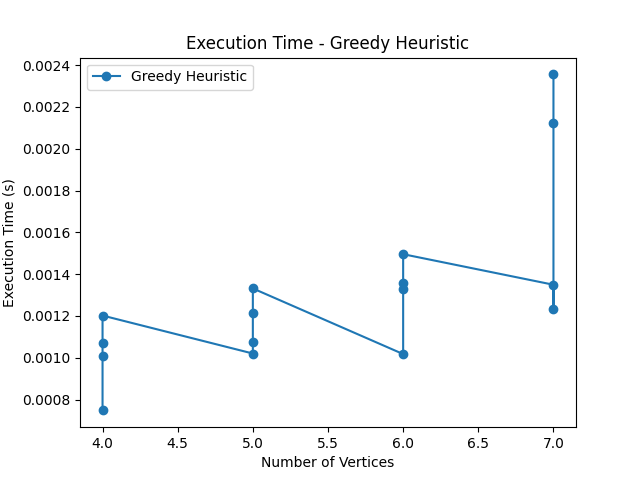 Execution Time - Greedy Heuristic
Greedy Heuristic
Execution Time (s)
0.0024
0.0022
0.0020
0.0018
0.0016
0.0014
0.0012
0.0010
0.0008
4.0 4.5 5.0 5.5 6.0 6.5 7.0
Number of Vertices